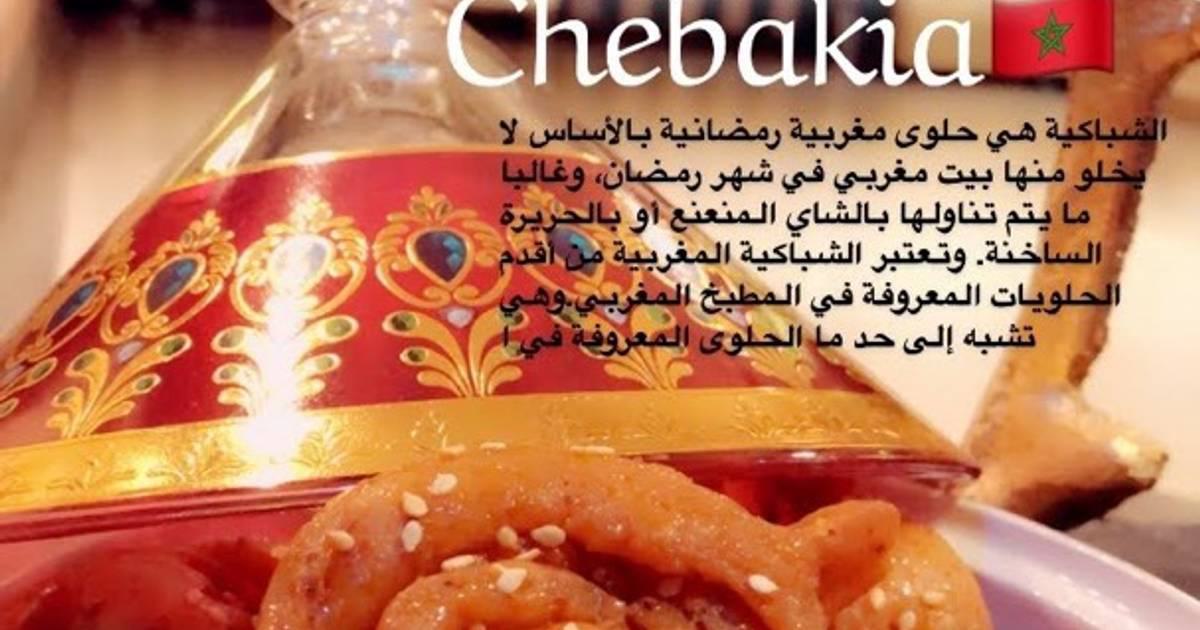 Chebakia🇲🇦
الشباكية هي حلوى مغربية رمضانية بالأساس لا
يخلو منها بيت مغربي في شهر رمضان، وغالبا
ما يتم تناولها بالشاي المنعنع أو بالحريرة
الساخنة. وتعتبر الشباكية المغربية من أقدم
الحلويات المعروفة في المطبخ المغربي.وهي
تشبه إلى حد ما الحلوى المعروفة في ا